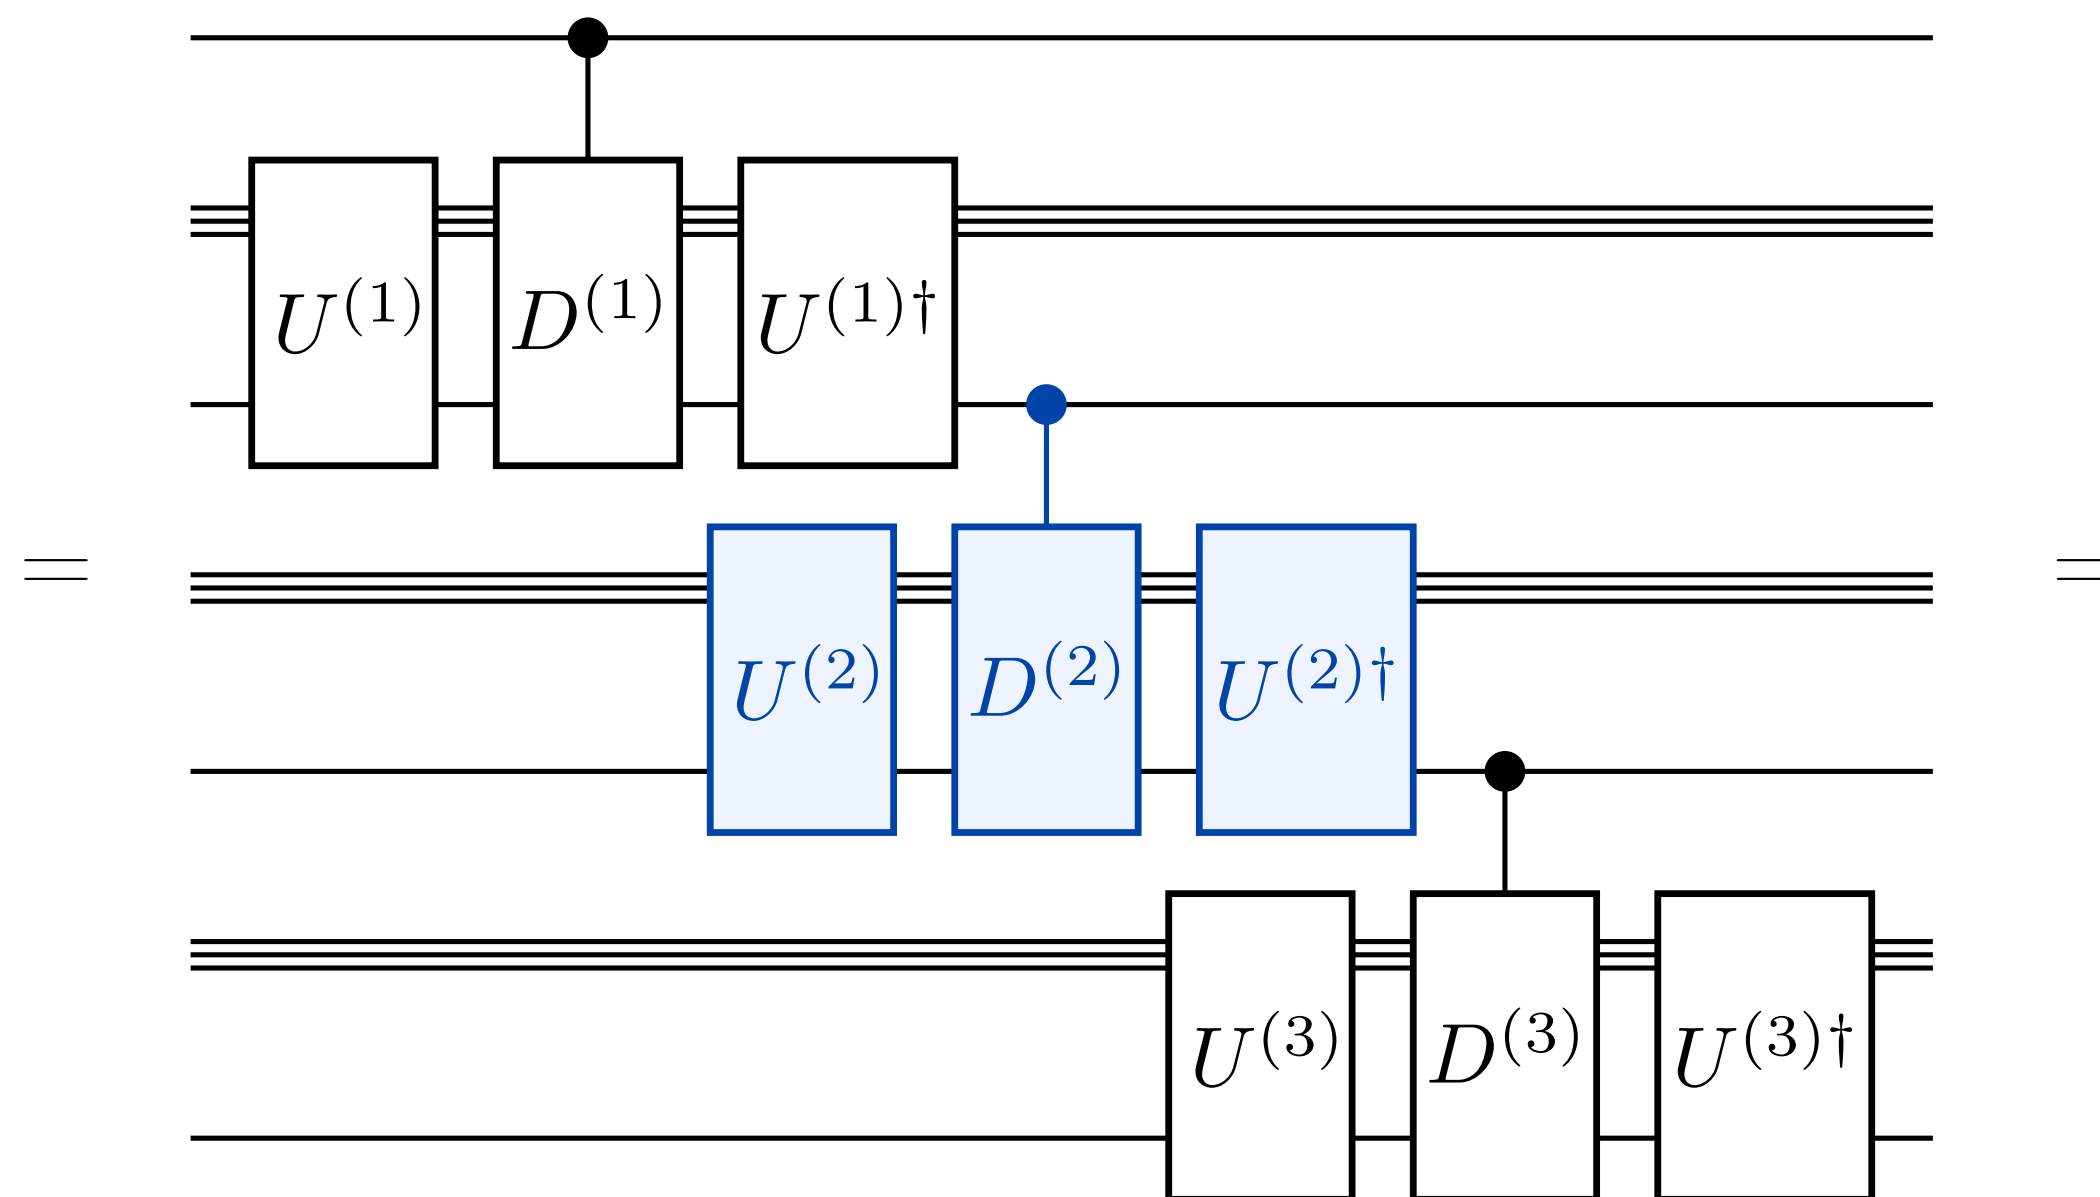 U^{(1)} D^{(1)} U^{(1)†}
= =
U^{(2)} D^{(2)} U^{(2)†}
U^{(3)} D^{(3)} U^{(3)†}